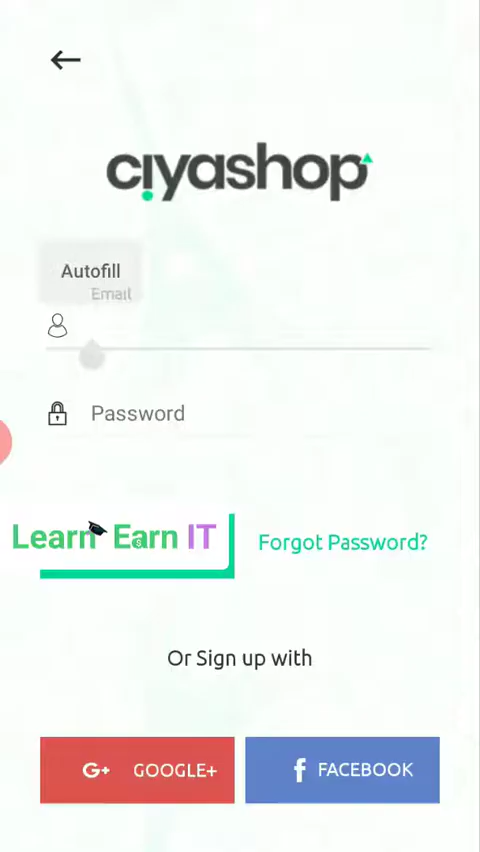 ciyashop
Autofill
Email
Password
Learn Earn IT
Forgot Password?
Or Sign up with
G+ GOOGLE+
f FACEBOOK